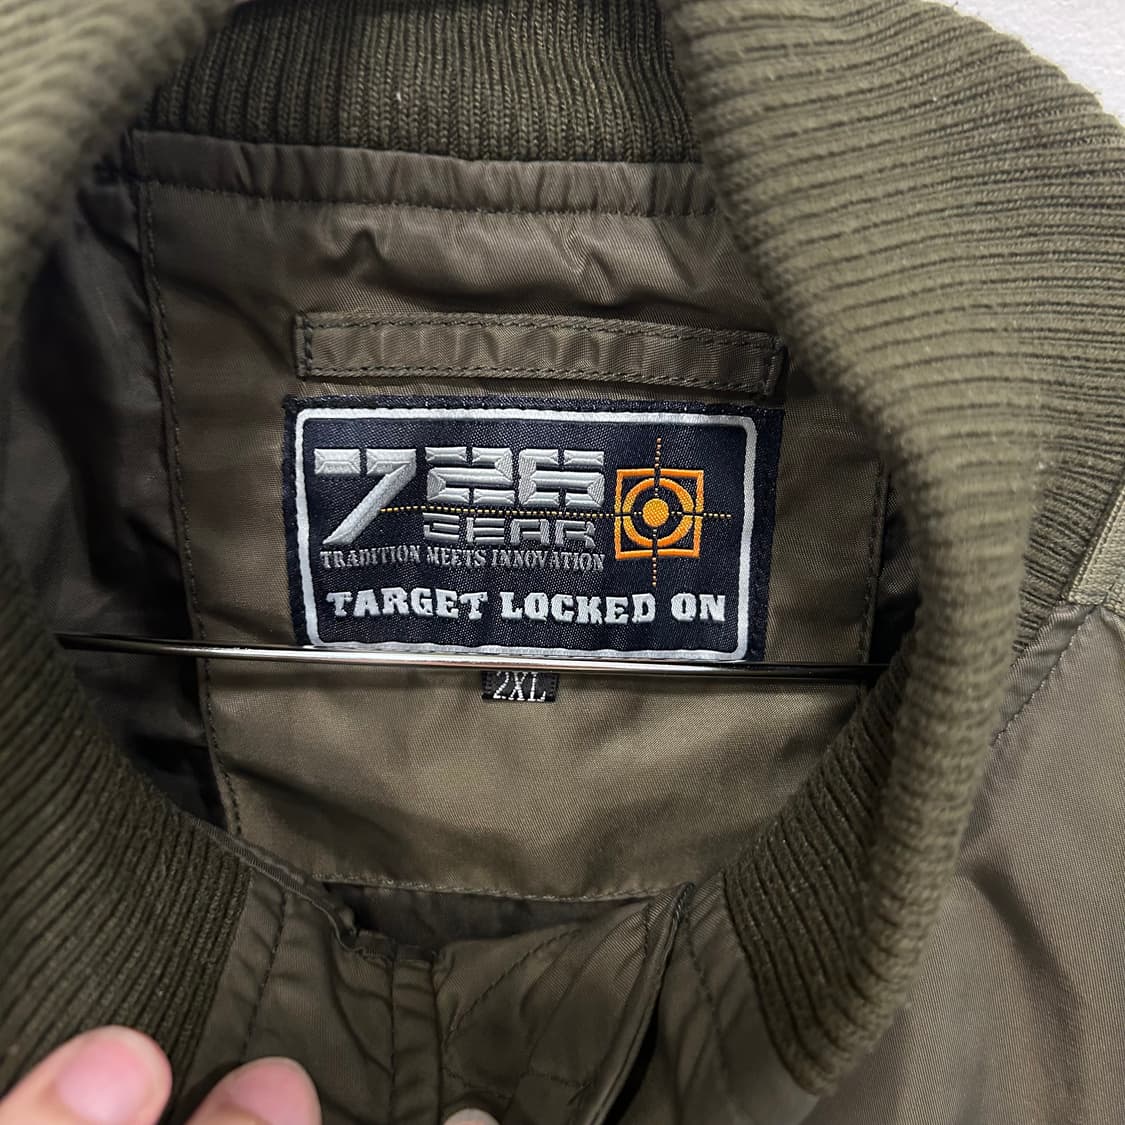 726
GEAR
TRADITION MEETS INNOVATION
TARGET LOCKED ON
2XL